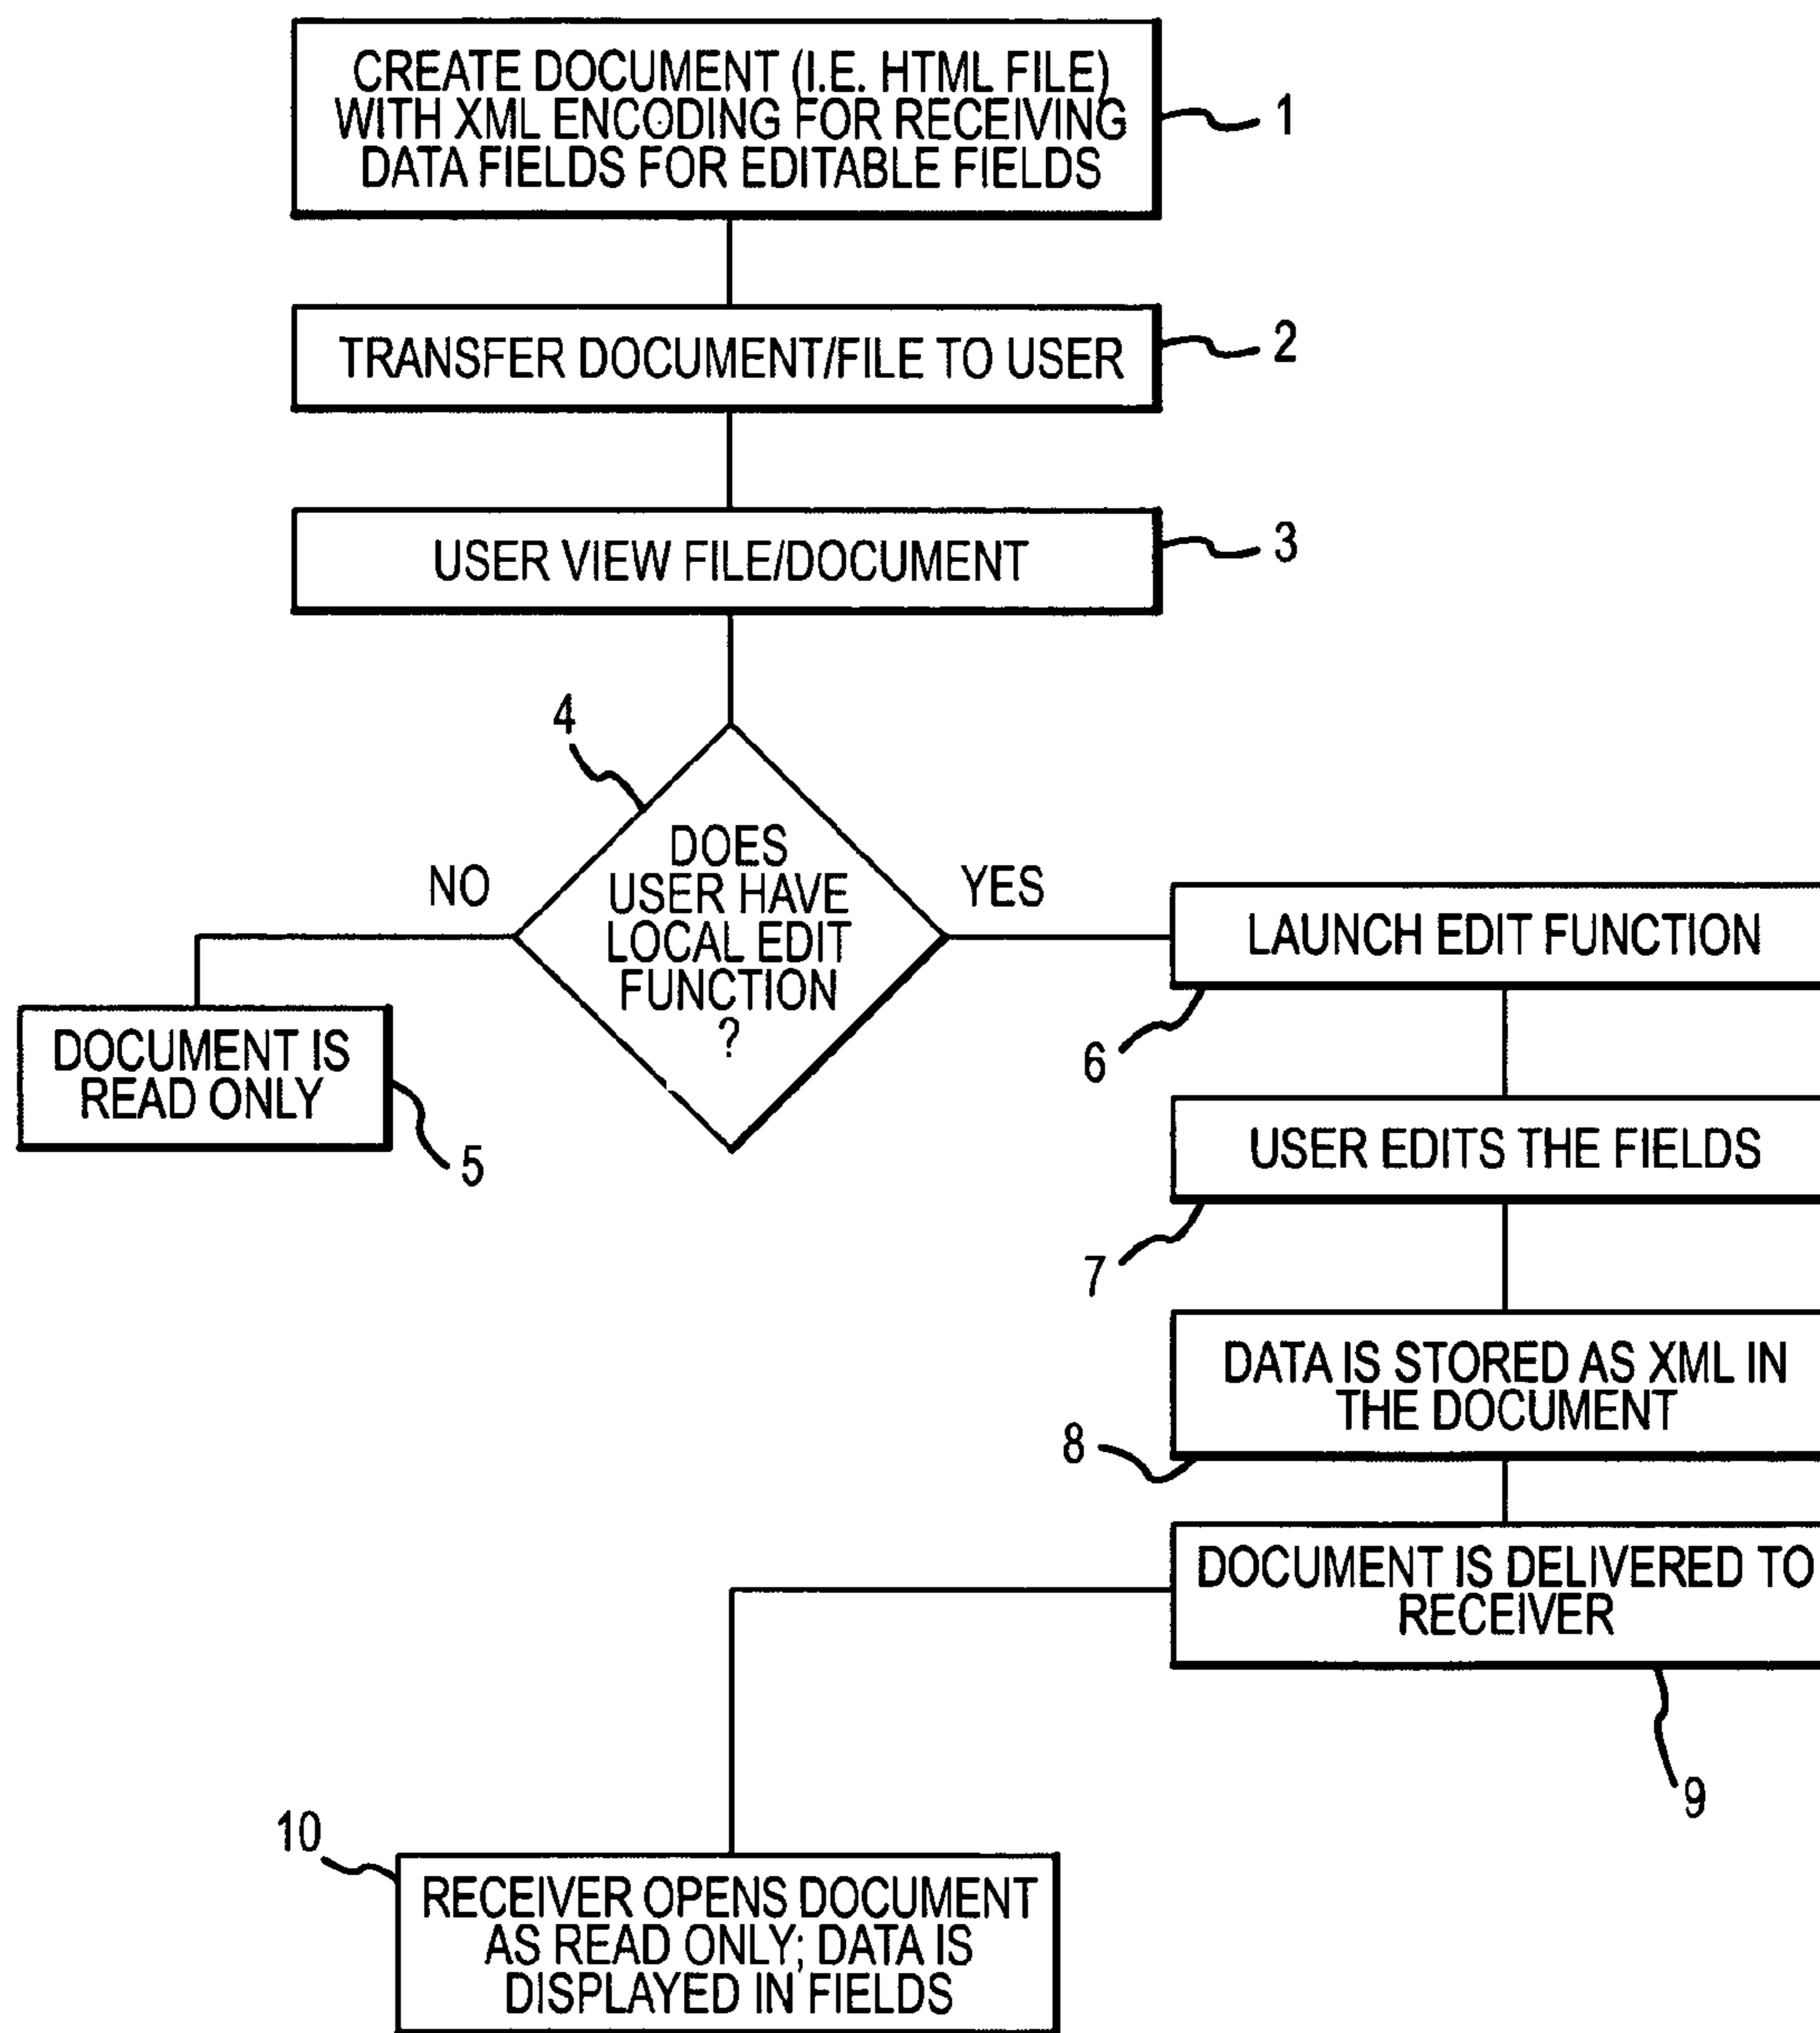 CREATE DOCUMENT (I.E. HTML FILE)
WITH XML ENCODING FOR RECEIVING
DATA FIELDS FOR EDITABLE FIELDS
1
TRANSFER DOCUMENT/FILE TO USER
2
USER VIEW FILE/DOCUMENT
3
4
DOES
USER HAVE
LOCAL EDIT
FUNCTION
?
NO
YES
DOCUMENT IS
READ ONLY
5
LAUNCH EDIT FUNCTION
6
USER EDITS THE FIELDS
7
DATA IS STORED AS XML IN
THE DOCUMENT
8
DOCUMENT IS DELIVERED TO
RECEIVER
9
10
RECEIVER OPENS DOCUMENT
AS READ ONLY; DATA IS
DISPLAYED IN FIELDS